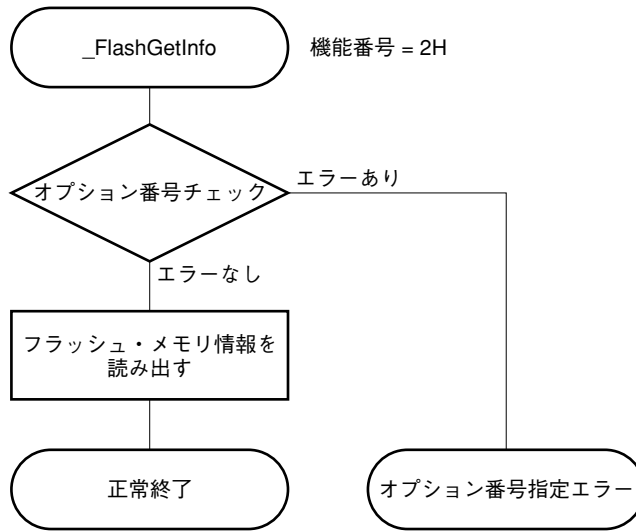 _FlashGetInfo
機能番号 = 2H
オプション番号チェック
エラーあり
エラーなし
フラッシュ・メモリ情報を
読み出す
正常終了
オプション番号指定エラー